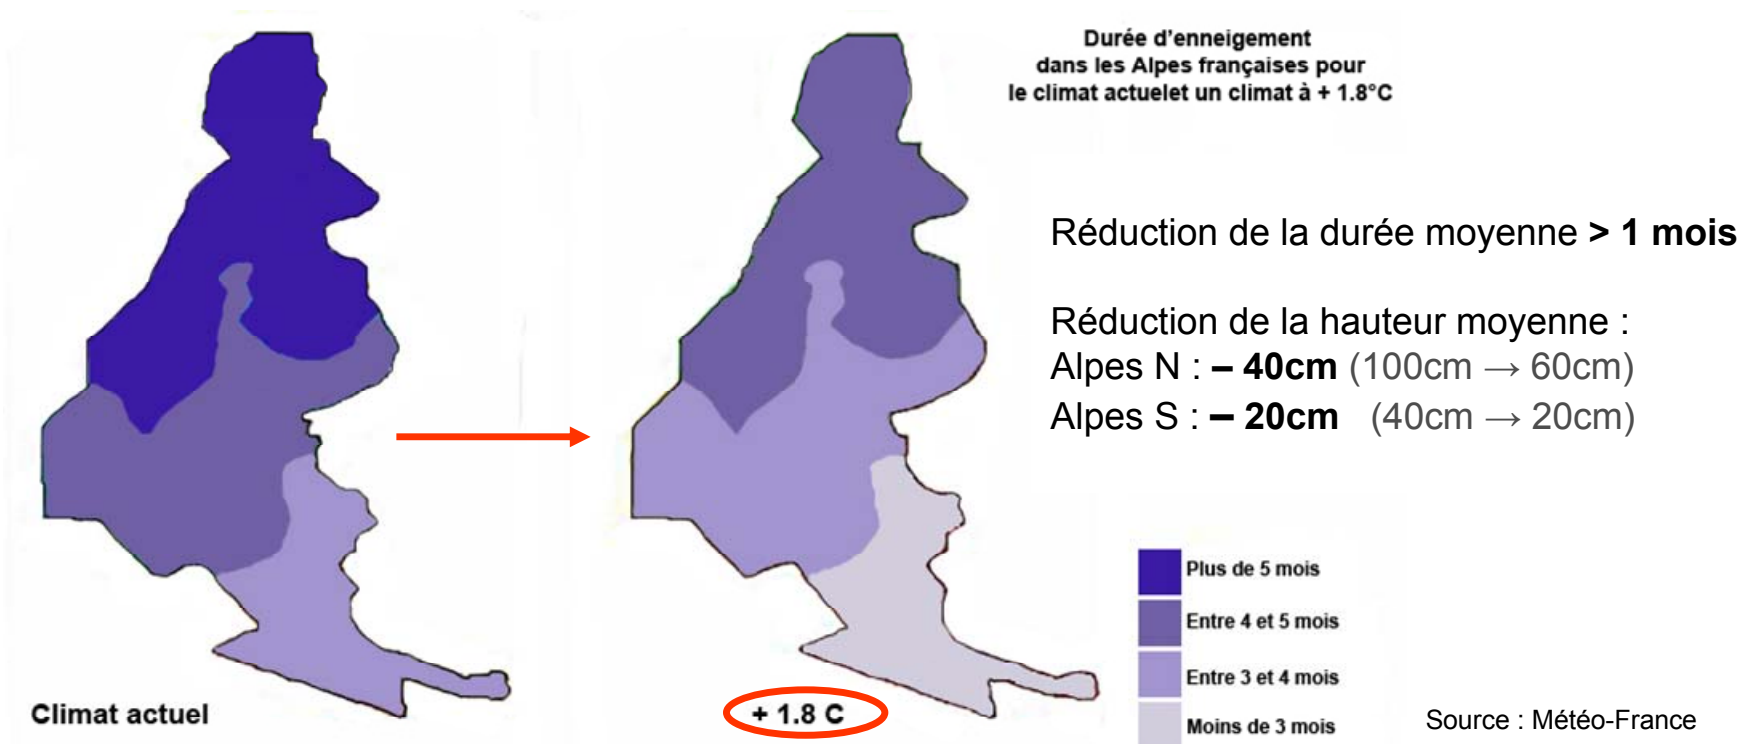 Durée d'enneigement
dans les Alpes françaises pour
le climat actuelet un climat à + 1.8°C
Réduction de la durée moyenne > 1 mois
Réduction de la hauteur moyenne :
Alpes N : – 40cm (100cm → 60cm)
Alpes S : – 20cm (40cm → 20cm)
Plus de 5 mois
Entre 4 et 5 mois
Entre 3 et 4 mois
Moins de 3 mois
Climat actuel
+ 1.8 C
Source : Météo-France